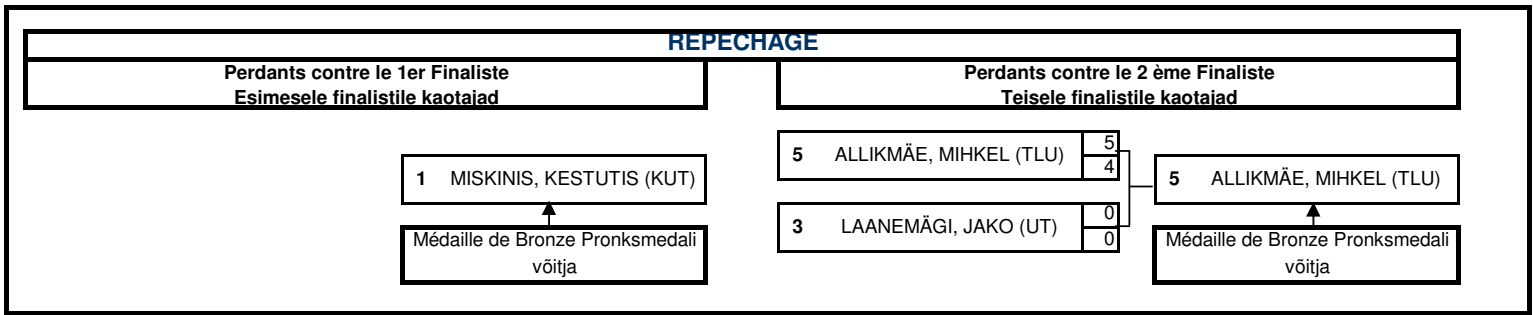 REPECHAGE
Perdants contre le 1er Finaliste
Esimesele finalistile kaotajad
Perdants contre le 2 ème Finaliste
Teisele finalistile kaotajad
1 MISKINIS, KESTUTIS (KUT)
Médaille de Bronze Pronksmedali
võitja
5 ALLIKMÄE, MIHKEL (TLU) 5
4
3 LAANEMÄGI, JAKO (UT) 0
0
5 ALLIKMÄE, MIHKEL (TLU)
Médaille de Bronze Pronksmedali
võitja